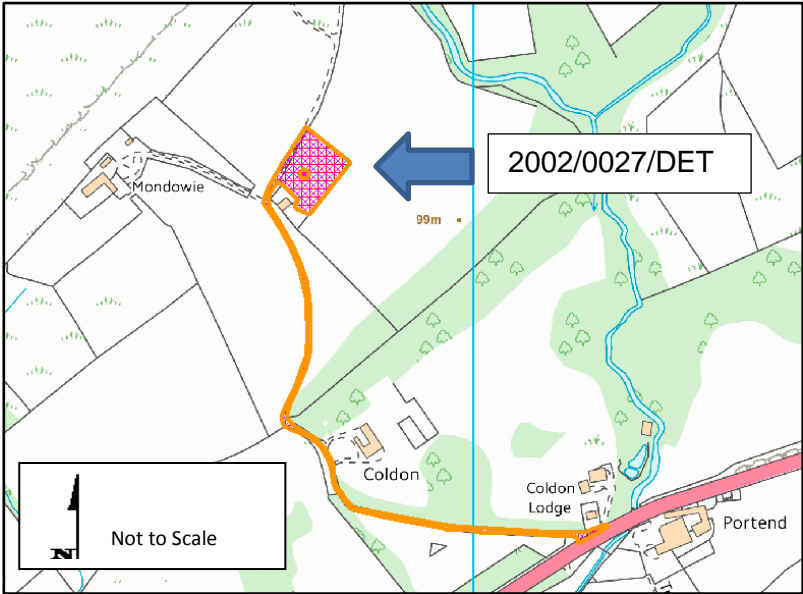 2002/0027/DET
Mondowie
99m
Coldon
Coldon
Lodge
Portend
N
Not to Scale